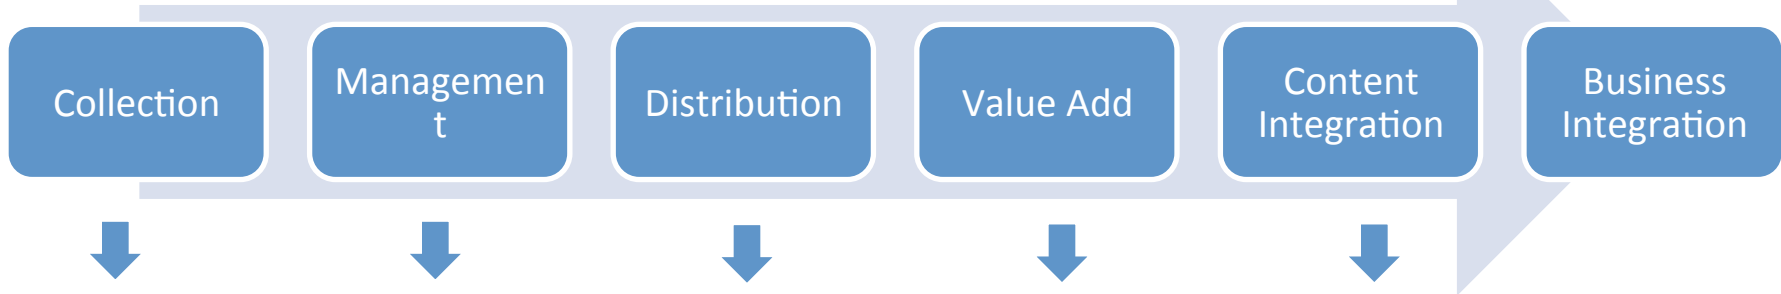 Collection
Managemen
t
Distribution
Value Add
Content
Integration
Business
Integration